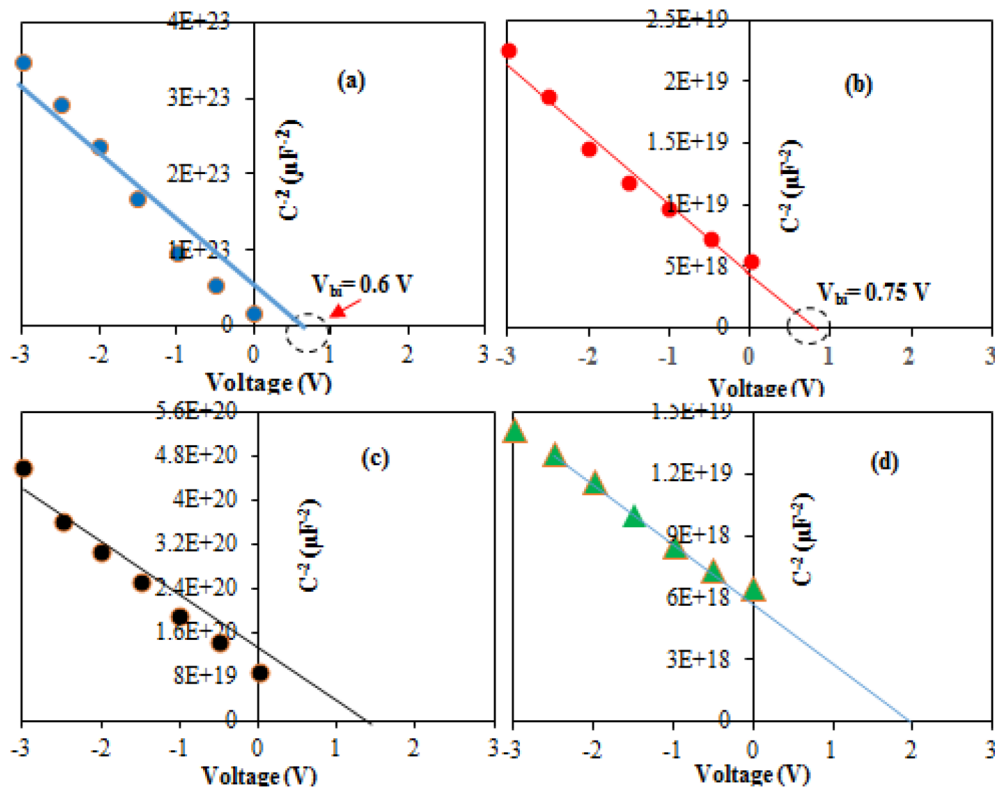 4E+23
(a)
3E+23
C⁻² (µF⁻²)
2E+23
1E+23
Vbi= 0.6 V
0
-3 -2 -1 0 1 2 3
Voltage (V)
2.5E+19
2E+19
(b)
1.5E+19
C⁻² (µF⁻²)
1E+19
5E+18
Vbi= 0.75 V
0
-3 -2 -1 0 1 2 3
Voltage (V)
5.6E+20
4.8E+20
(c)
4E+20
C⁻² (µF⁻²)
3.2E+20
2.4E+20
1.6E+20
8E+19
0
-3 -2 -1 0 1 2 3
Voltage (V)
1.5E+19
(d)
1.2E+19
C⁻² (µF⁻²)
9E+18
6E+18
3E+18
0
-3 -2 -1 0 1 2 3
Voltage (V)